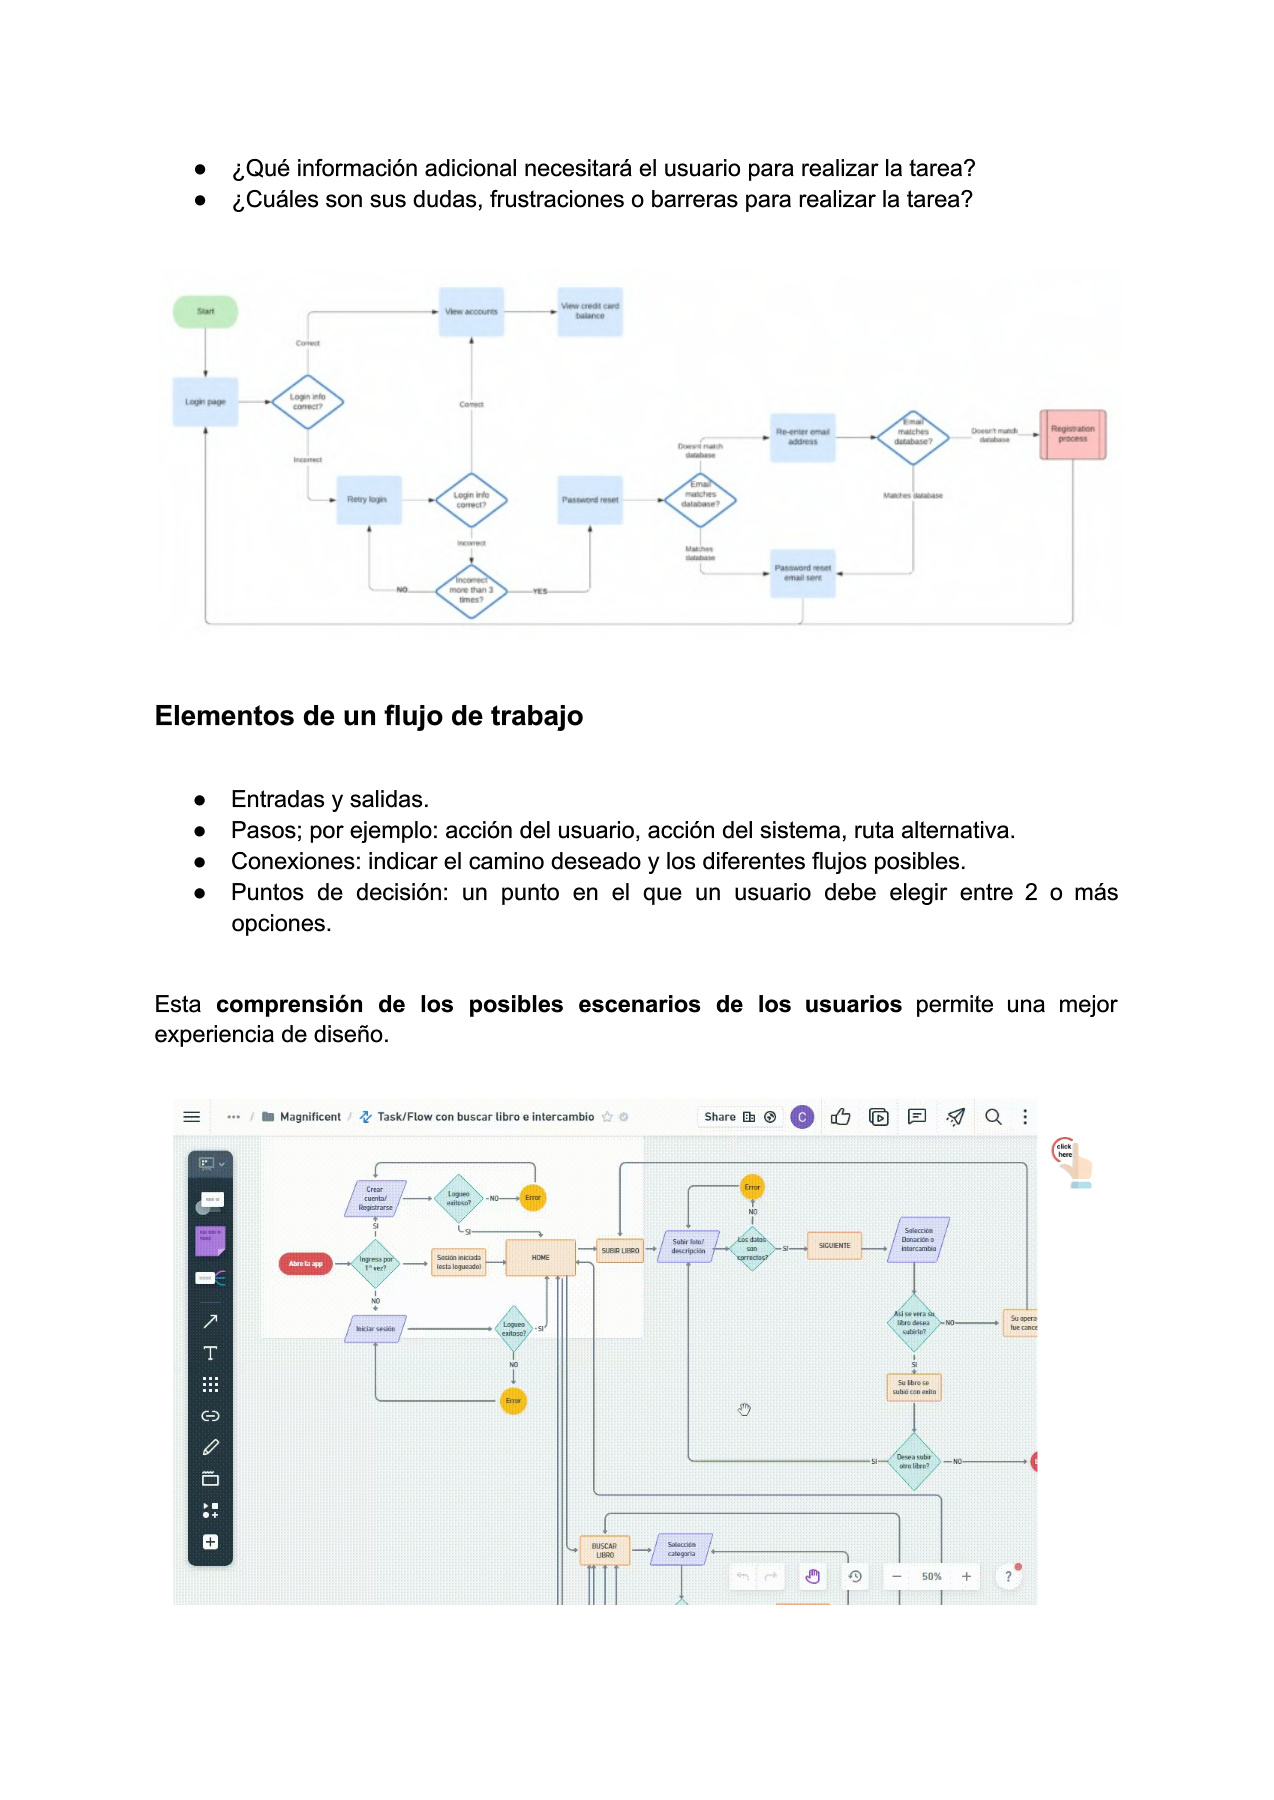 ● ¿Qué información adicional necesitará el usuario para realizar la tarea?
● ¿Cuáles son sus dudas, frustraciones o barreras para realizar la tarea?
Start
View accounts
View credit card
balance
Correct
Login page
Login info
correct?
Correct
Incorrect
Retry login
Login info
correct?
Incorrect
Incorrect
more than 3
times?
NO
YES
Password reset
Email
matches
database?
Doesn't match
database
Matches
database
Re-enter email
address
Email
matches
database?
Doesn't match
database
Registration
process
Matches database
Password reset
email sent
Elementos de un flujo de trabajo
● Entradas y salidas.
● Pasos; por ejemplo: acción del usuario, acción del sistema, ruta alternativa.
● Conexiones: indicar el camino deseado y los diferentes flujos posibles.
● Puntos de decisión: un punto en el que un usuario debe elegir entre 2 o más
opciones.
Esta comprensión de los posibles escenarios de los usuarios permite una mejor
experiencia de diseño.
··· / Magnificent / Task/Flow con buscar libro e intercambio
Share
C
click
here
Crear
cuenta/
Registrarse
Logueo
exitoso?
NO
Error
SI
SI
Abre la app
Ingresa por
1ª vez?
Sesión iniciada
(esta logueado)
HOME
NO
Iniciar sesión
Logueo
exitoso?
SI
NO
Error
SUBIR LIBRO
Subir foto/
descripción
Error
NO
Los datos
son
correctos?
SI
SIGUIENTE
Selección
Donación o
intercambio
Asi se vera su
libro desea
subirlo?
NO
Su opera
fue cance
SI
Su libro se
subió con exito
Desea subir
otro libro?
SI
NO
BUSCAR
LIBRO
Selección
categoria
50%
?
T